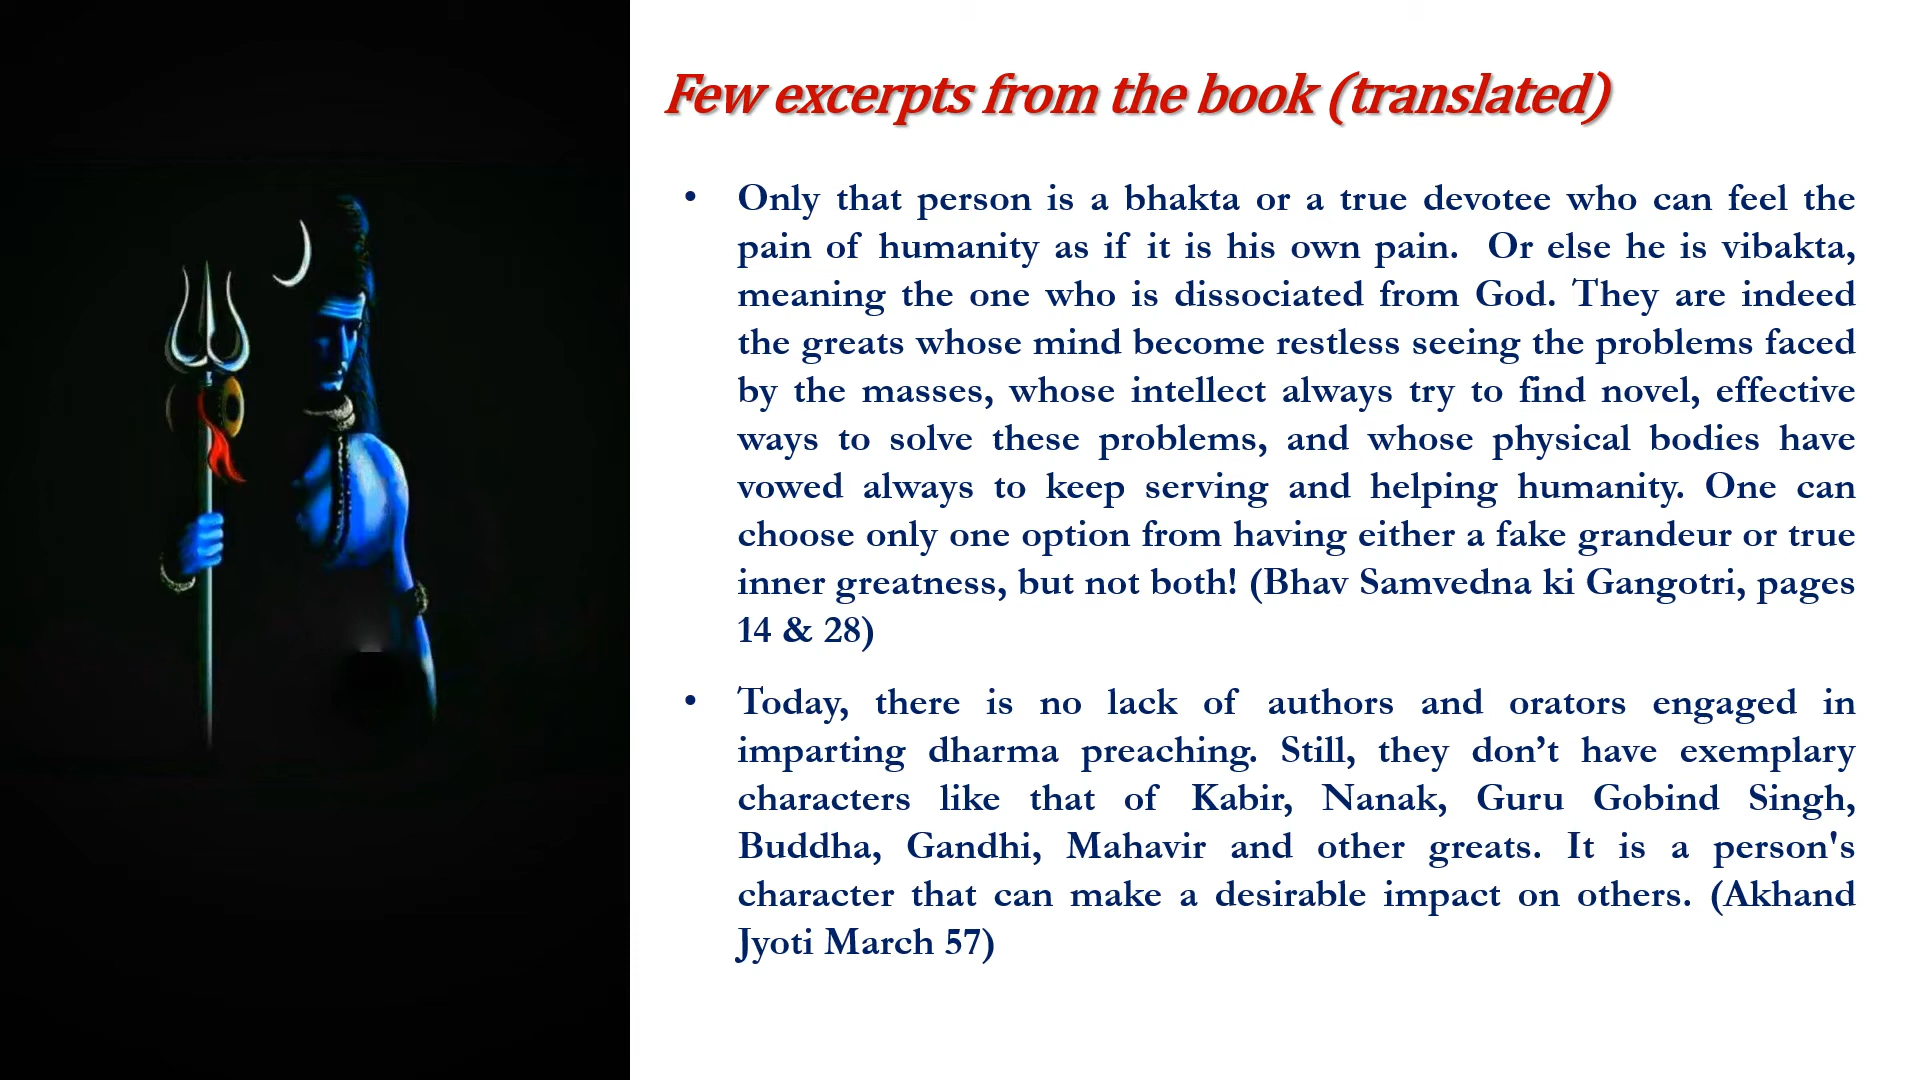 Few excerpts from the book (translated)
• Only that person is a bhakta or a true devotee who can feel the
pain of humanity as if it is his own pain. Or else he is vibakta,
meaning the one who is dissociated from God. They are indeed
the greats whose mind become restless seeing the problems faced
by the masses, whose intellect always try to find novel, effective
ways to solve these problems, and whose physical bodies have
vowed always to keep serving and helping humanity. One can
choose only one option from having either a fake grandeur or true
inner greatness, but not both! (Bhav Samvedna ki Gangotri, pages
14 & 28)
• Today, there is no lack of authors and orators engaged in
imparting dharma preaching. Still, they don’t have exemplary
characters like that of Kabir, Nanak, Guru Gobind Singh,
Buddha, Gandhi, Mahavir and other greats. It is a person's
character that can make a desirable impact on others. (Akhand
Jyoti March 57)